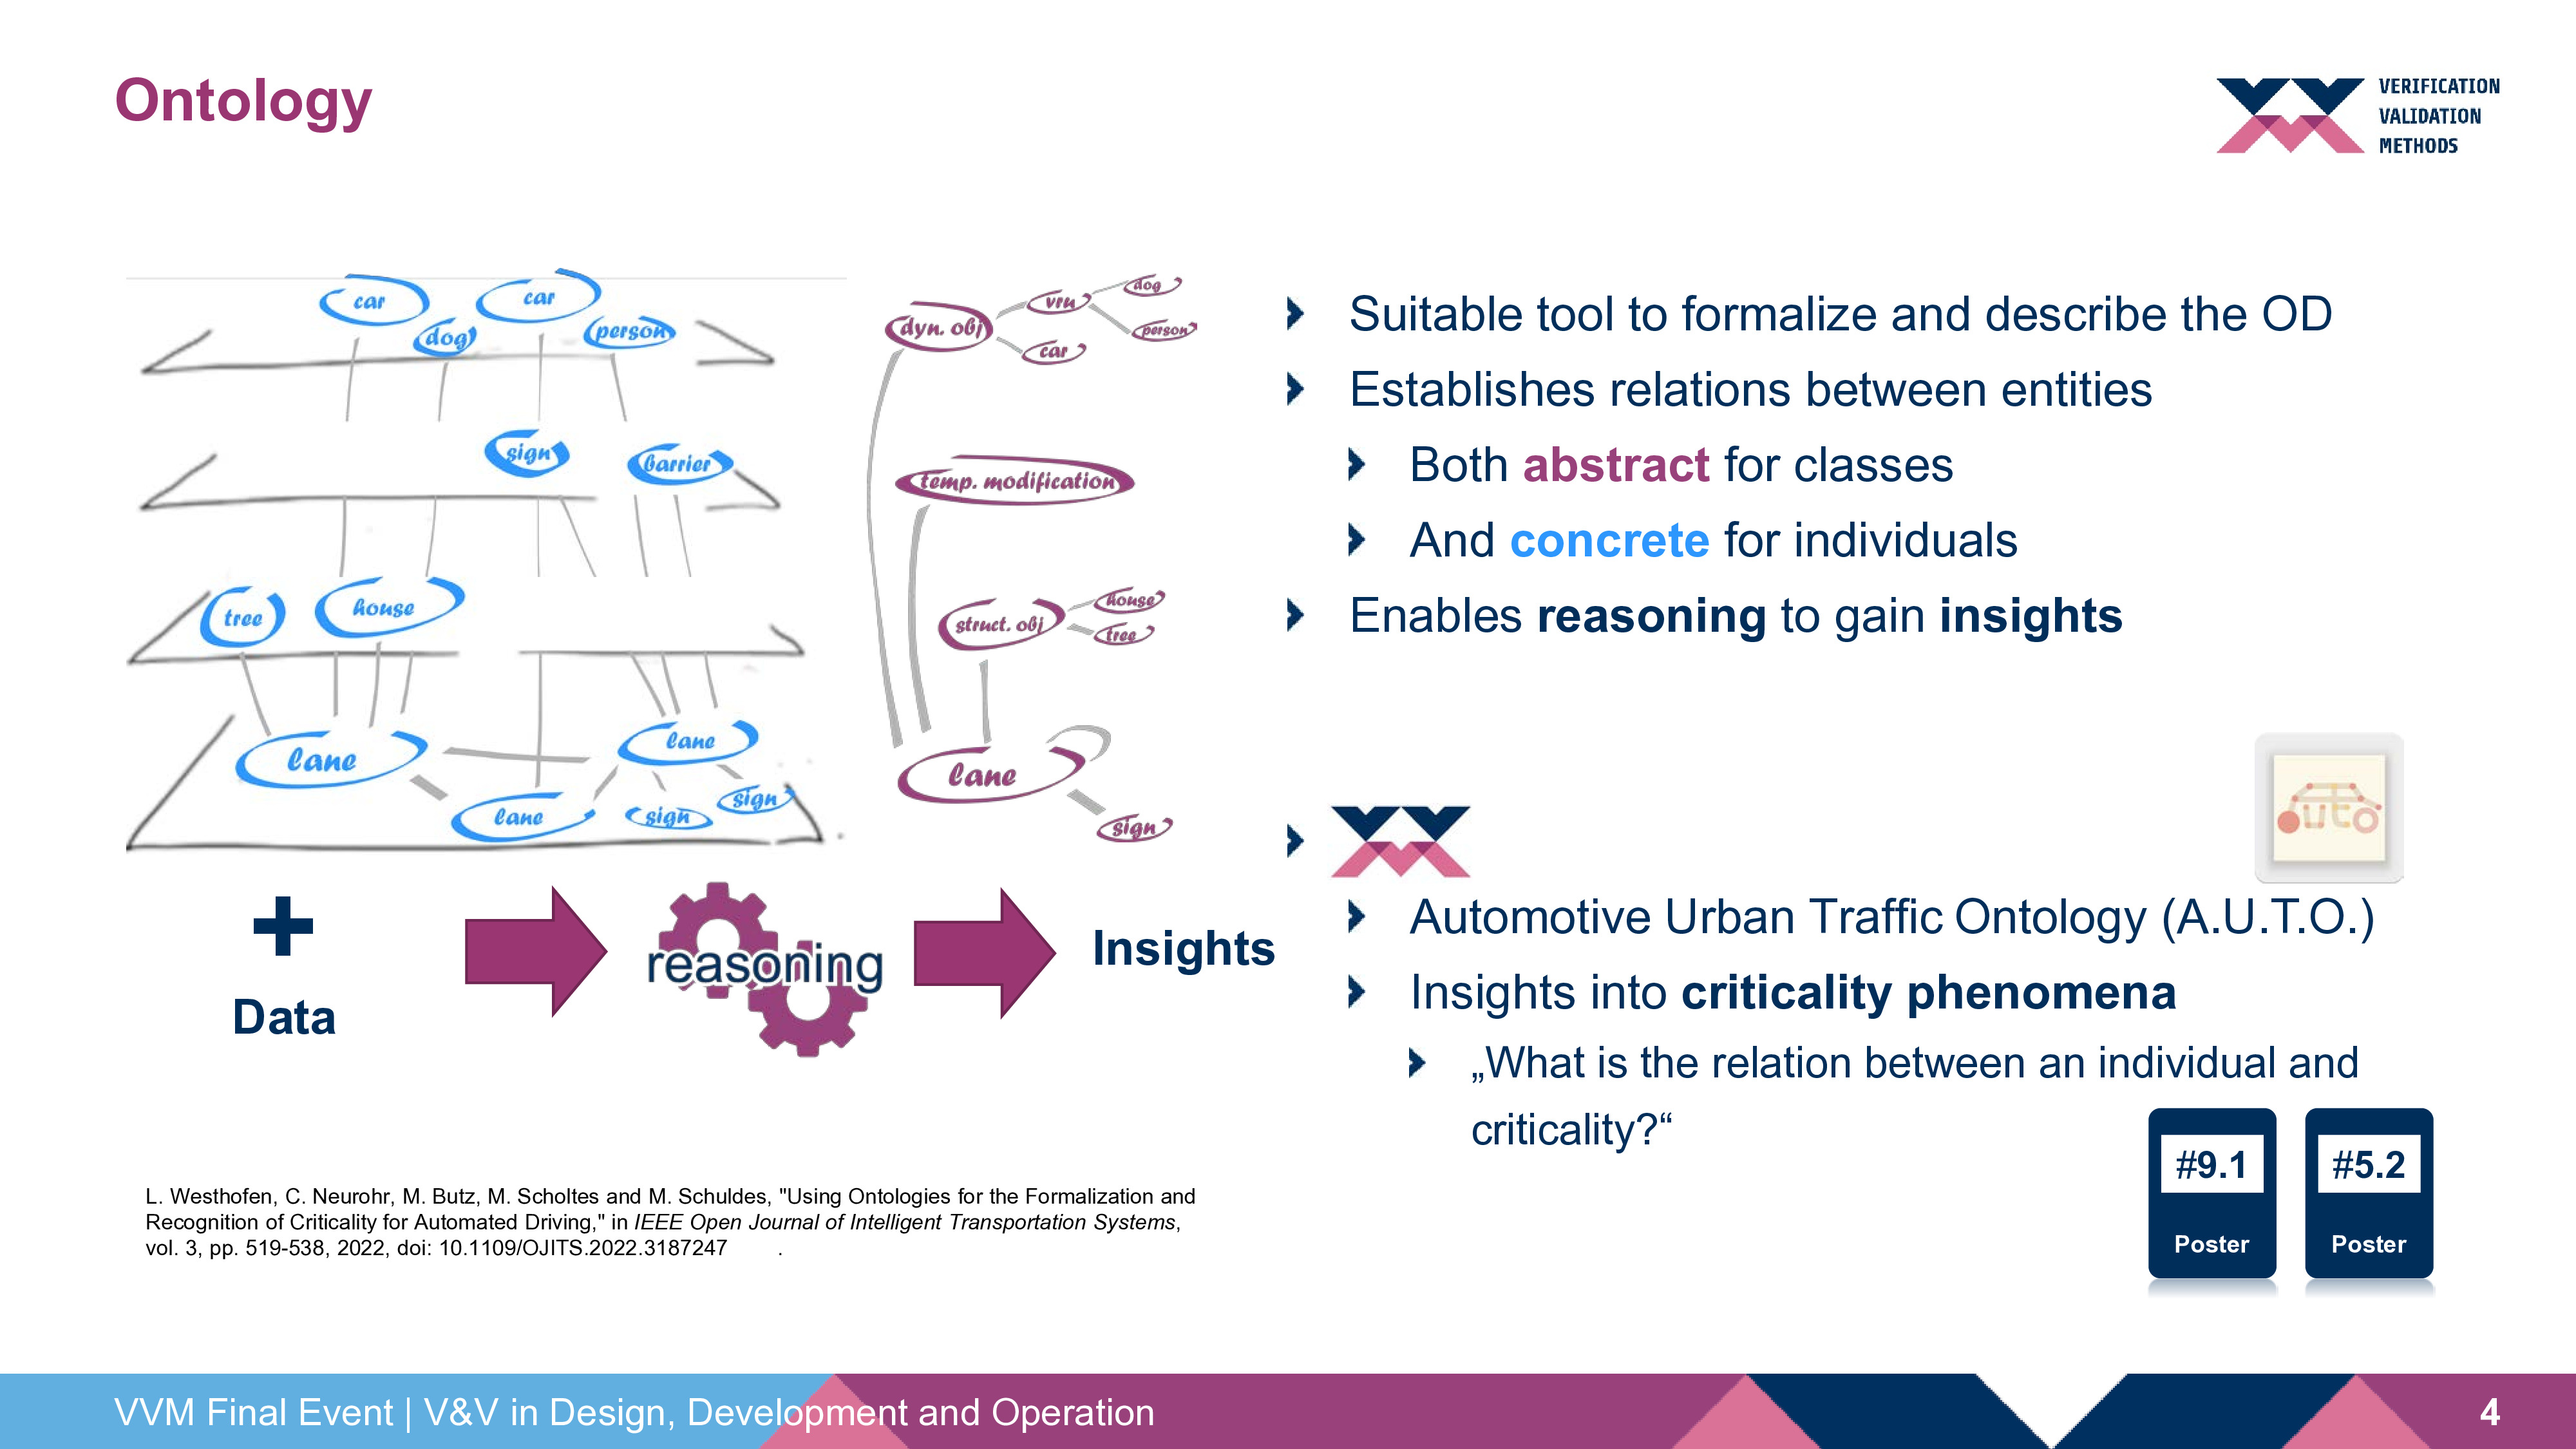 Ontology
VERIFICATION
VALIDATION
METHODS
car
car
dog
person
sign
barrier
tree
house
lane
lane
lane
sign
sign
dyn. obj
vru
dog
person
car
temp. modification
struct. obj
house
tree
lane
sign
+
Data
reasoning
Insights
L. Westhofen, C. Neurohr, M. Butz, M. Scholtes and M. Schuldes, "Using Ontologies for the Formalization and
Recognition of Criticality for Automated Driving," in IEEE Open Journal of Intelligent Transportation Systems,
vol. 3, pp. 519-538, 2022, doi: 10.1109/OJITS.2022.3187247 .
Suitable tool to formalize and describe the OD
Establishes relations between entities
Both abstract for classes
And concrete for individuals
Enables reasoning to gain insights
auto
Automotive Urban Traffic Ontology (A.U.T.O.)
Insights into criticality phenomena
„What is the relation between an individual and
criticality?“
#9.1
Poster
#5.2
Poster
VVM Final Event | V&V in Design, Development and Operation
4